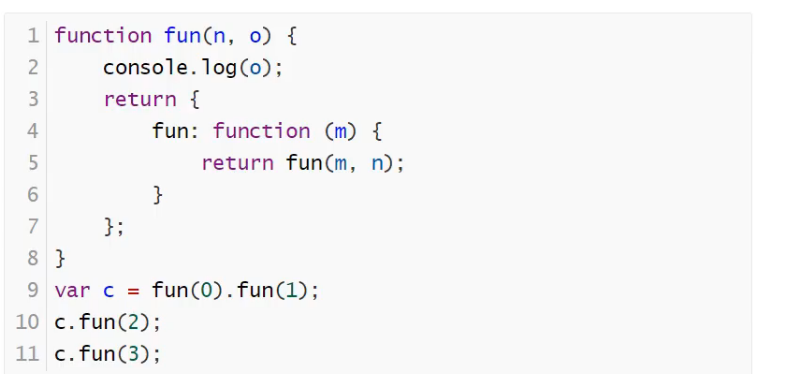 1 function fun(n, o) {
2     console.log(o);
3     return {
4         fun: function (m) {
5             return fun(m, n);
6         }
7     };
8 }
9 var c = fun(0).fun(1);
10 c.fun(2);
11 c.fun(3);